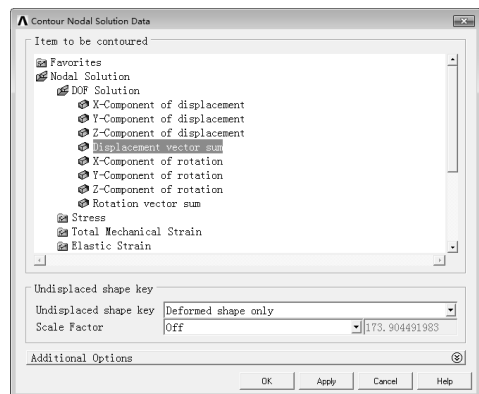 Contour Nodal Solution Data
Item to be contoured
Favorites
Nodal Solution
DOF Solution
X-Component of displacement
Y-Component of displacement
Z-Component of displacement
Displacement vector sum
X-Component of rotation
Y-Component of rotation
Z-Component of rotation
Rotation vector sum
Stress
Total Mechanical Strain
Elastic Strain
Undisplaced shape key
Undisplaced shape key Deformed shape only
Scale Factor Off 173.904491983
Additional Options
OK Apply Cancel Help